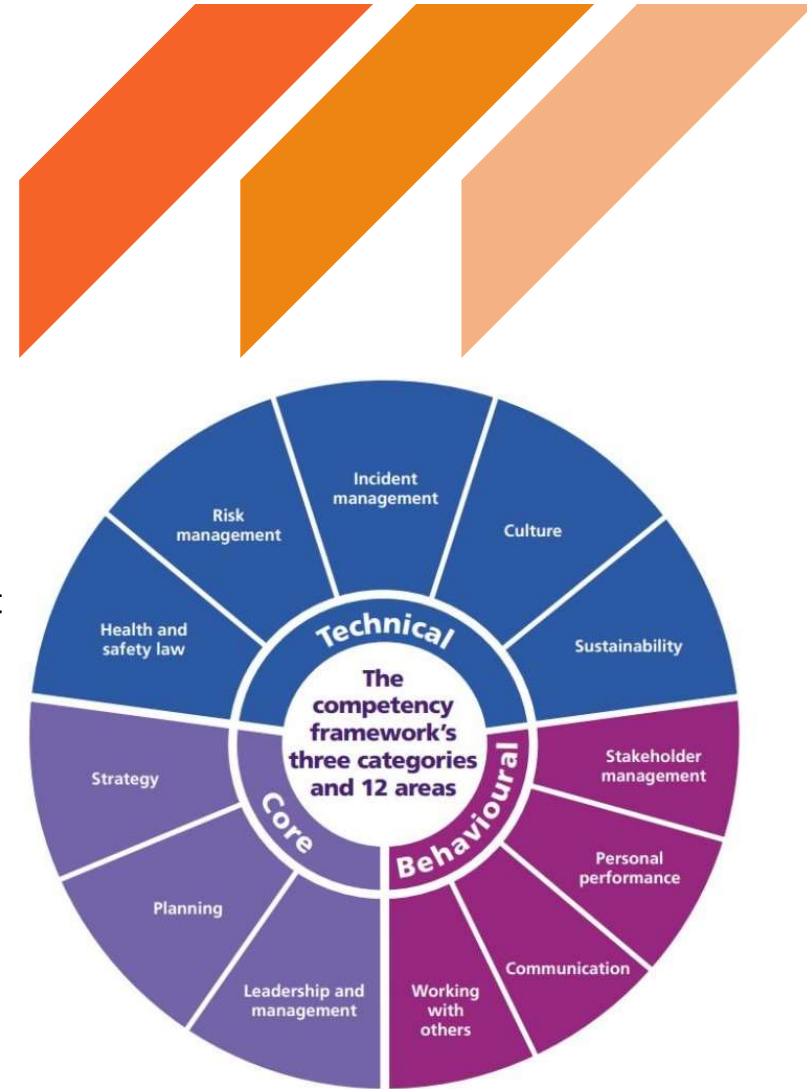 Incident
management
Risk
management
Culture
Health and
safety law
Sustainability
Technical
The
competency
framework's
three categories
and 12 areas
Strategy
Stakeholder
management
Core
Behavioural
Personal
performance
Planning
Communication
Leadership and
management
Working
with
others